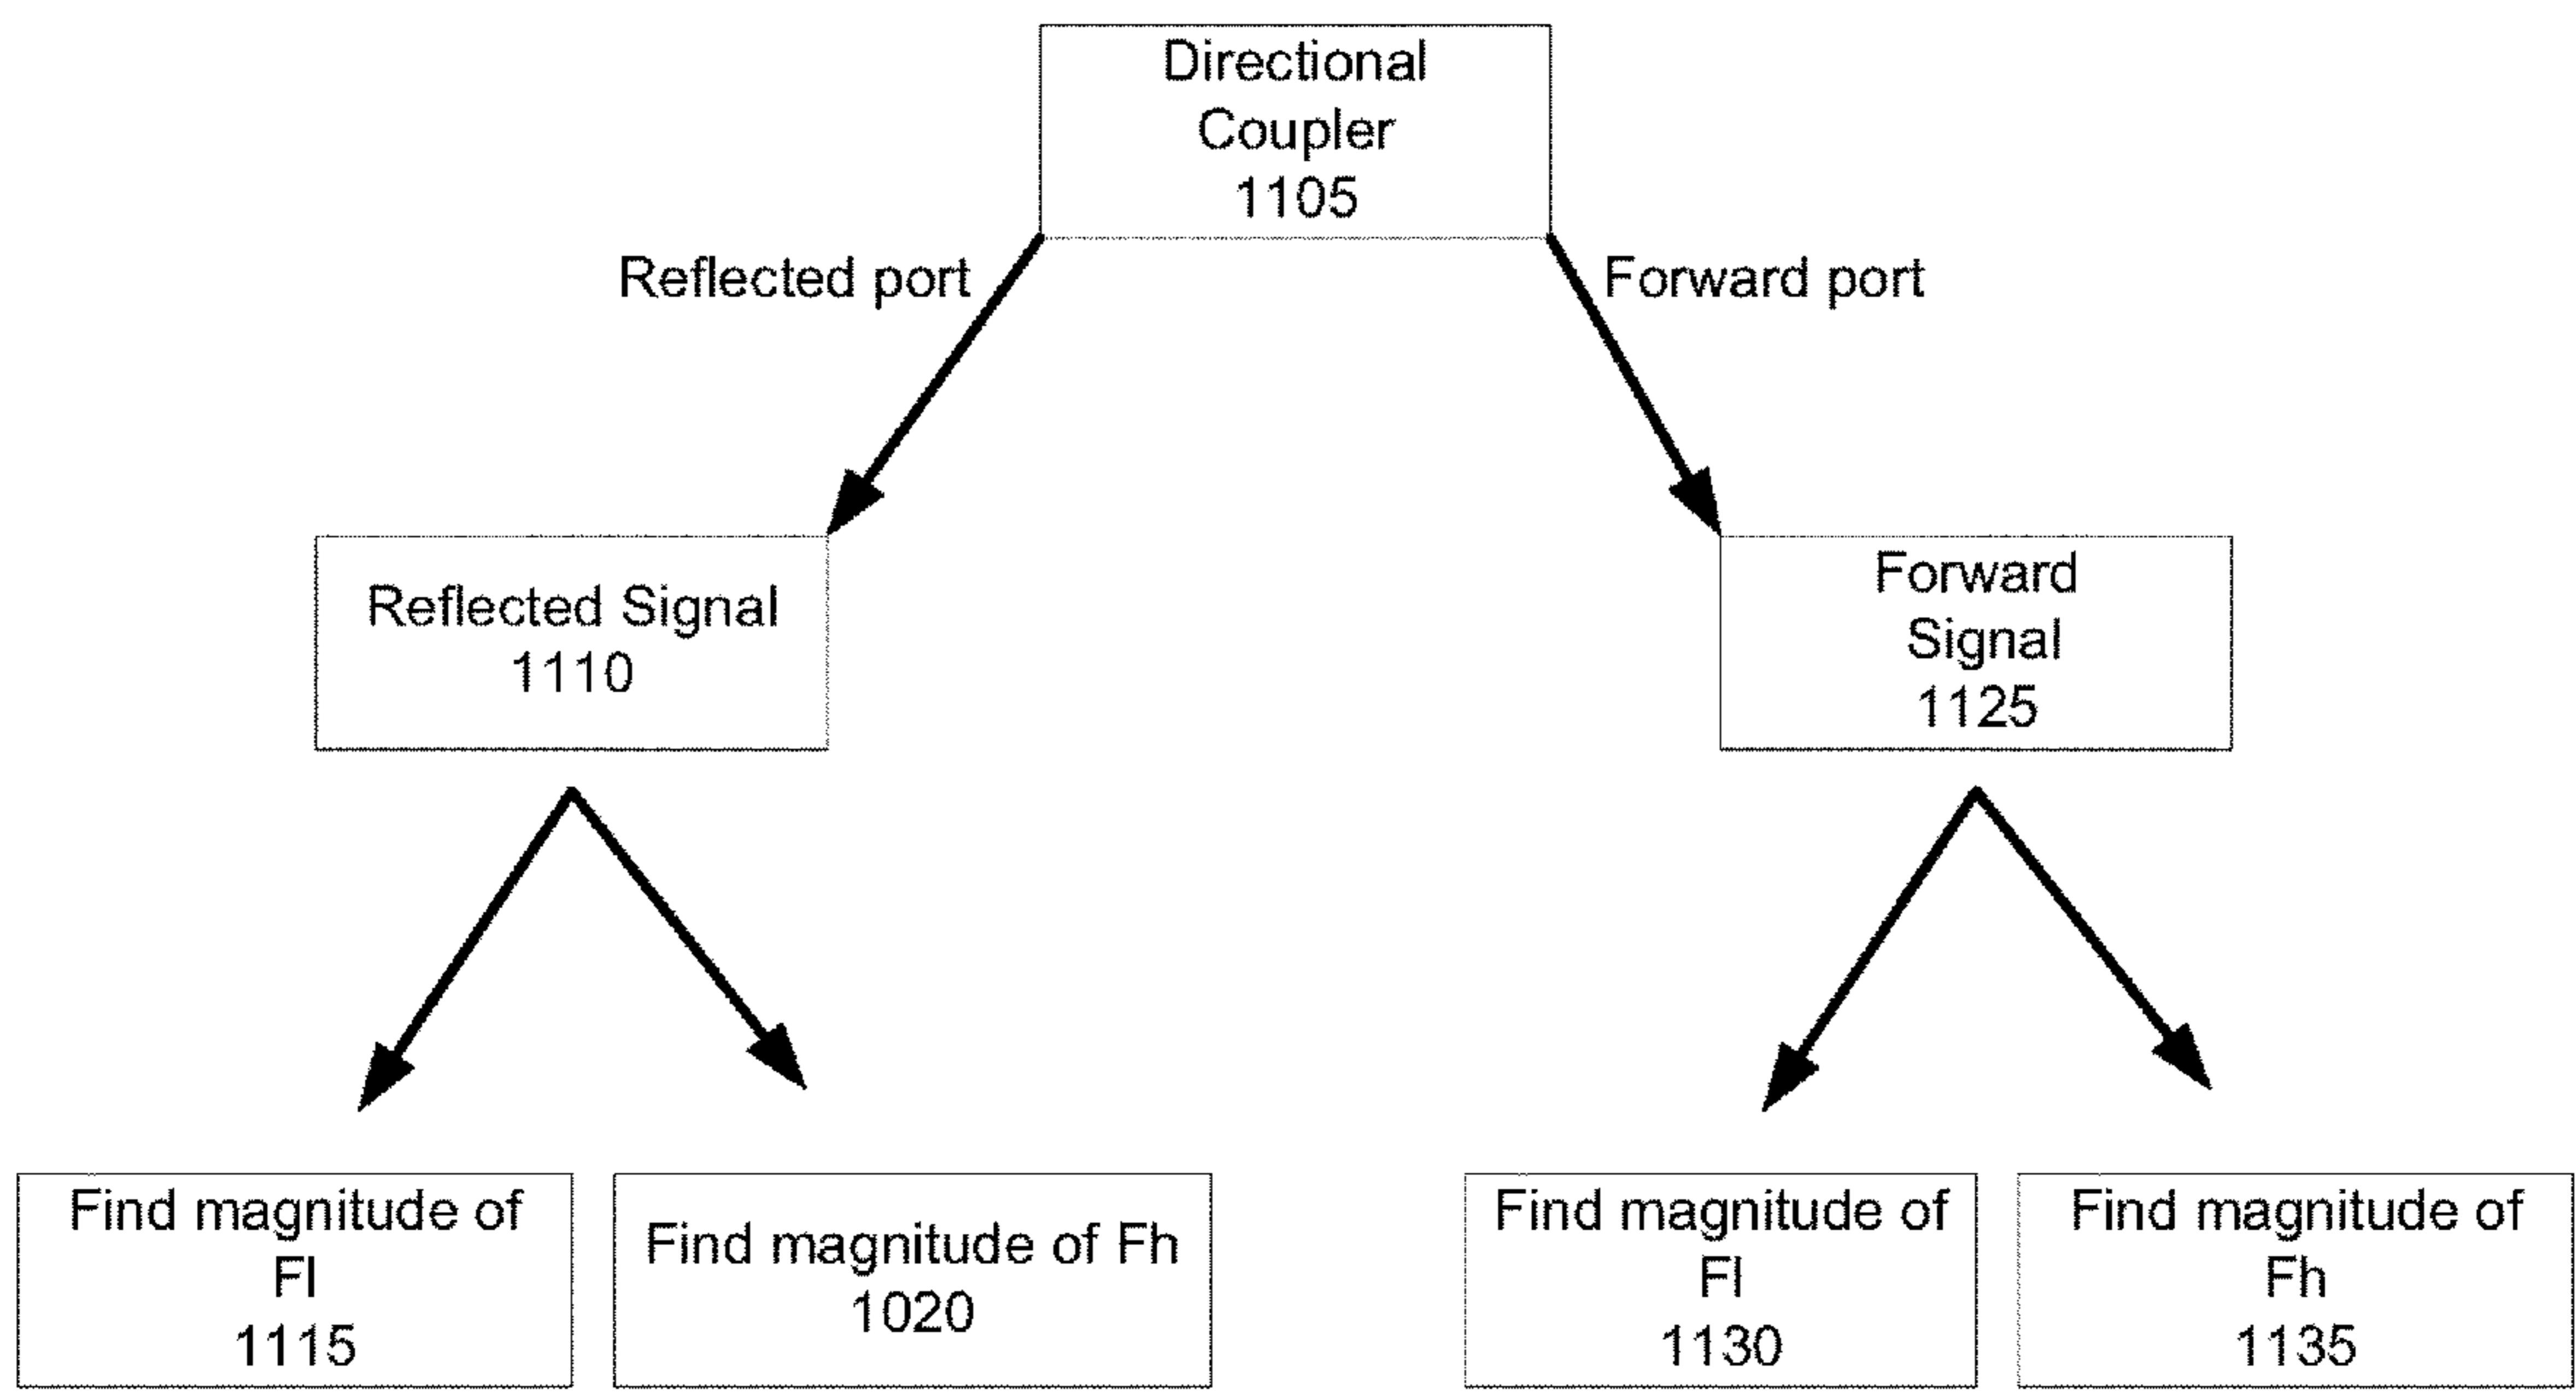 Directional
Coupler
1105
Reflected port
Forward port
Reflected Signal
1110
Forward
Signal
1125
Find magnitude of
Fl
1115
Find magnitude of Fh
1020
Find magnitude of
Fl
1130
Find magnitude of
Fh
1135